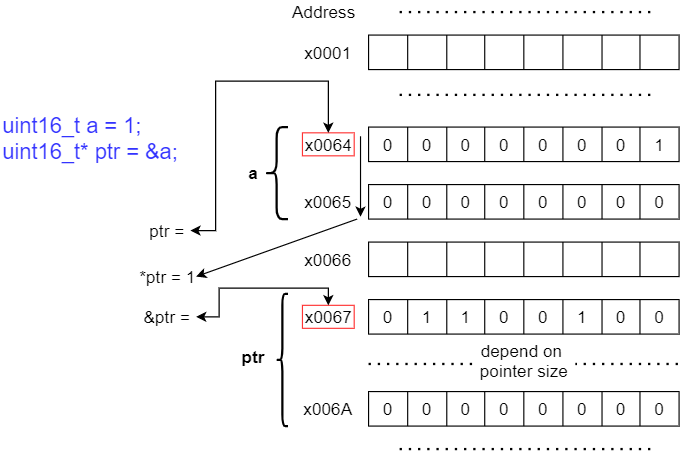 Address
x0001
uint16_t a = 1;
uint16_t* ptr = &a;
x0064 0 0 0 0 0 0 0 1
a
x0065 0 0 0 0 0 0 0 0
ptr =
x0066
*ptr = 1
&ptr =
x0067 0 1 1 0 0 1 0 0
ptr
depend on
pointer size
x006A 0 0 0 0 0 0 0 0